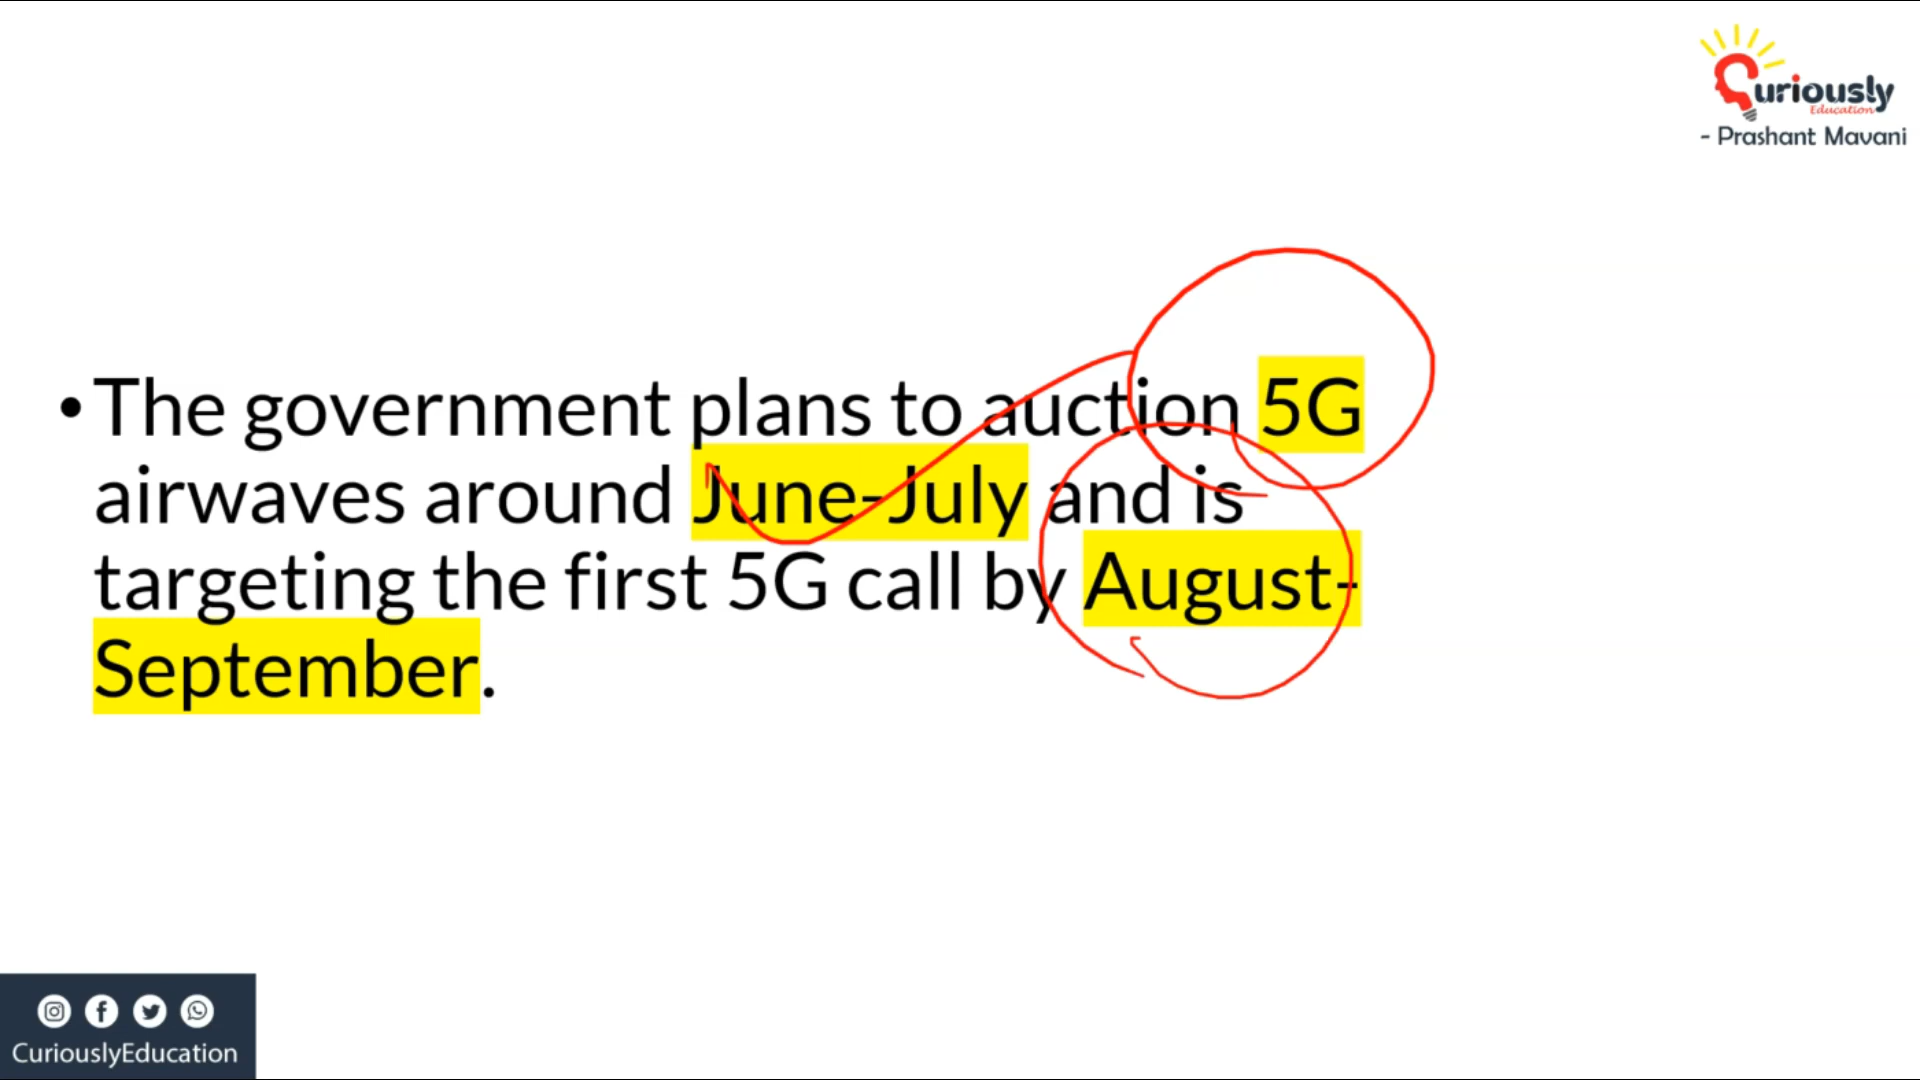 Curiously
Education
- Prashant Mavani
• The government plans to auction 5G
airwaves around June-July and is
targeting the first 5G call by August-
September.
CuriouslyEducation